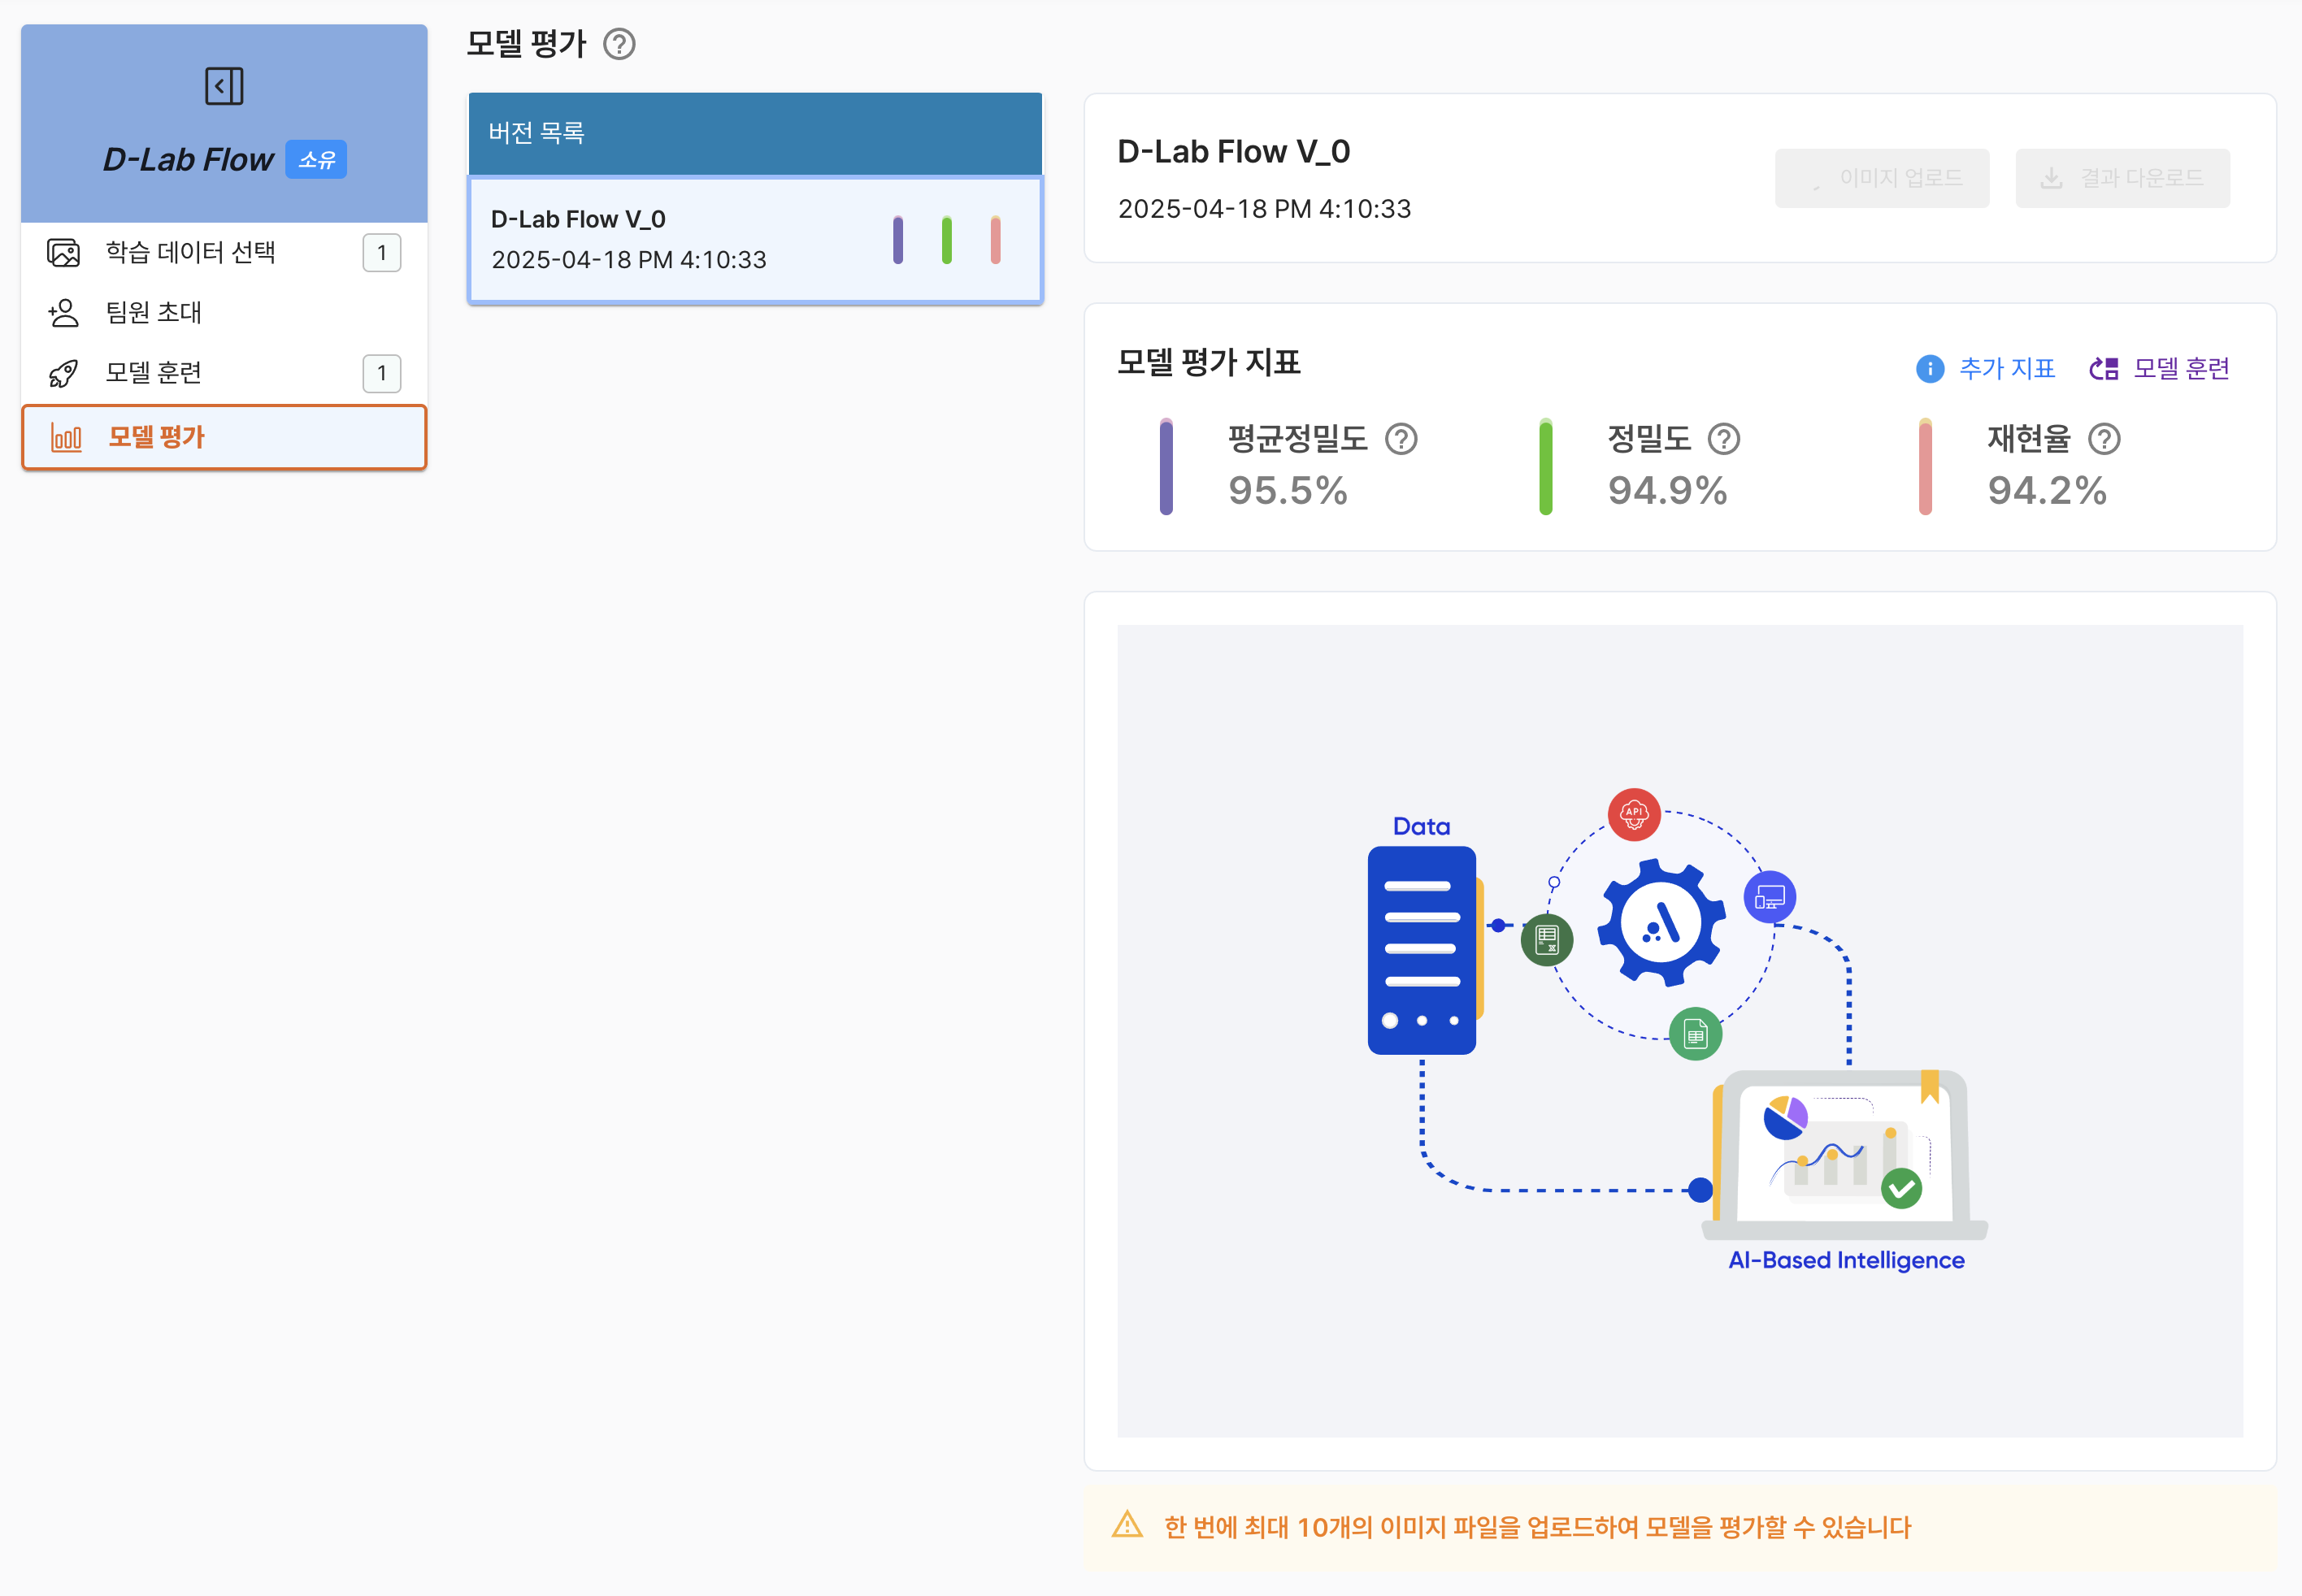 D-Lab Flow 소유
학습 데이터 선택 1
팀원 초대
모델 훈련 1
모델 평가
모델 평가
버전 목록
D-Lab Flow V_0
2025-04-18 PM 4:10:33
D-Lab Flow V_0
2025-04-18 PM 4:10:33
이미지 업로드
결과 다운로드
모델 평가 지표
추가 지표
모델 훈련
평균정밀도
95.5%
정밀도
94.9%
재현율
94.2%
API
Data
AI-Based Intelligence
한 번에 최대 10개의 이미지 파일을 업로드하여 모델을 평가할 수 있습니다